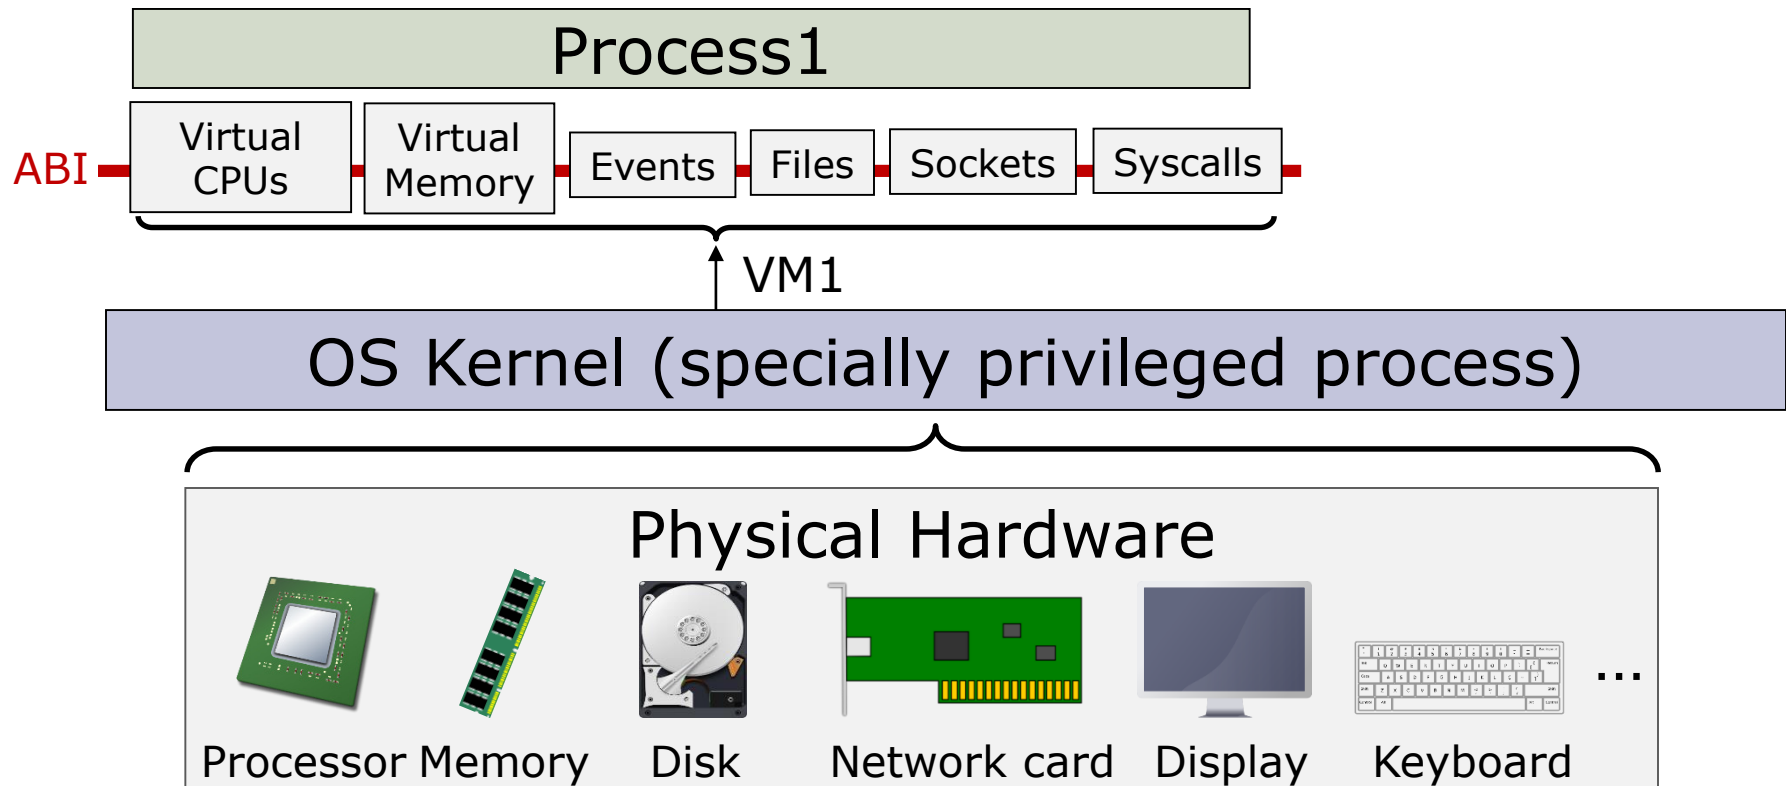 Process1
ABI
Virtual
CPUs
Virtual
Memory
Events
Files
Sockets
Syscalls
VM1
OS Kernel (specially privileged process)
Physical Hardware
...
Processor
Memory
Disk
Network card
Display
Keyboard